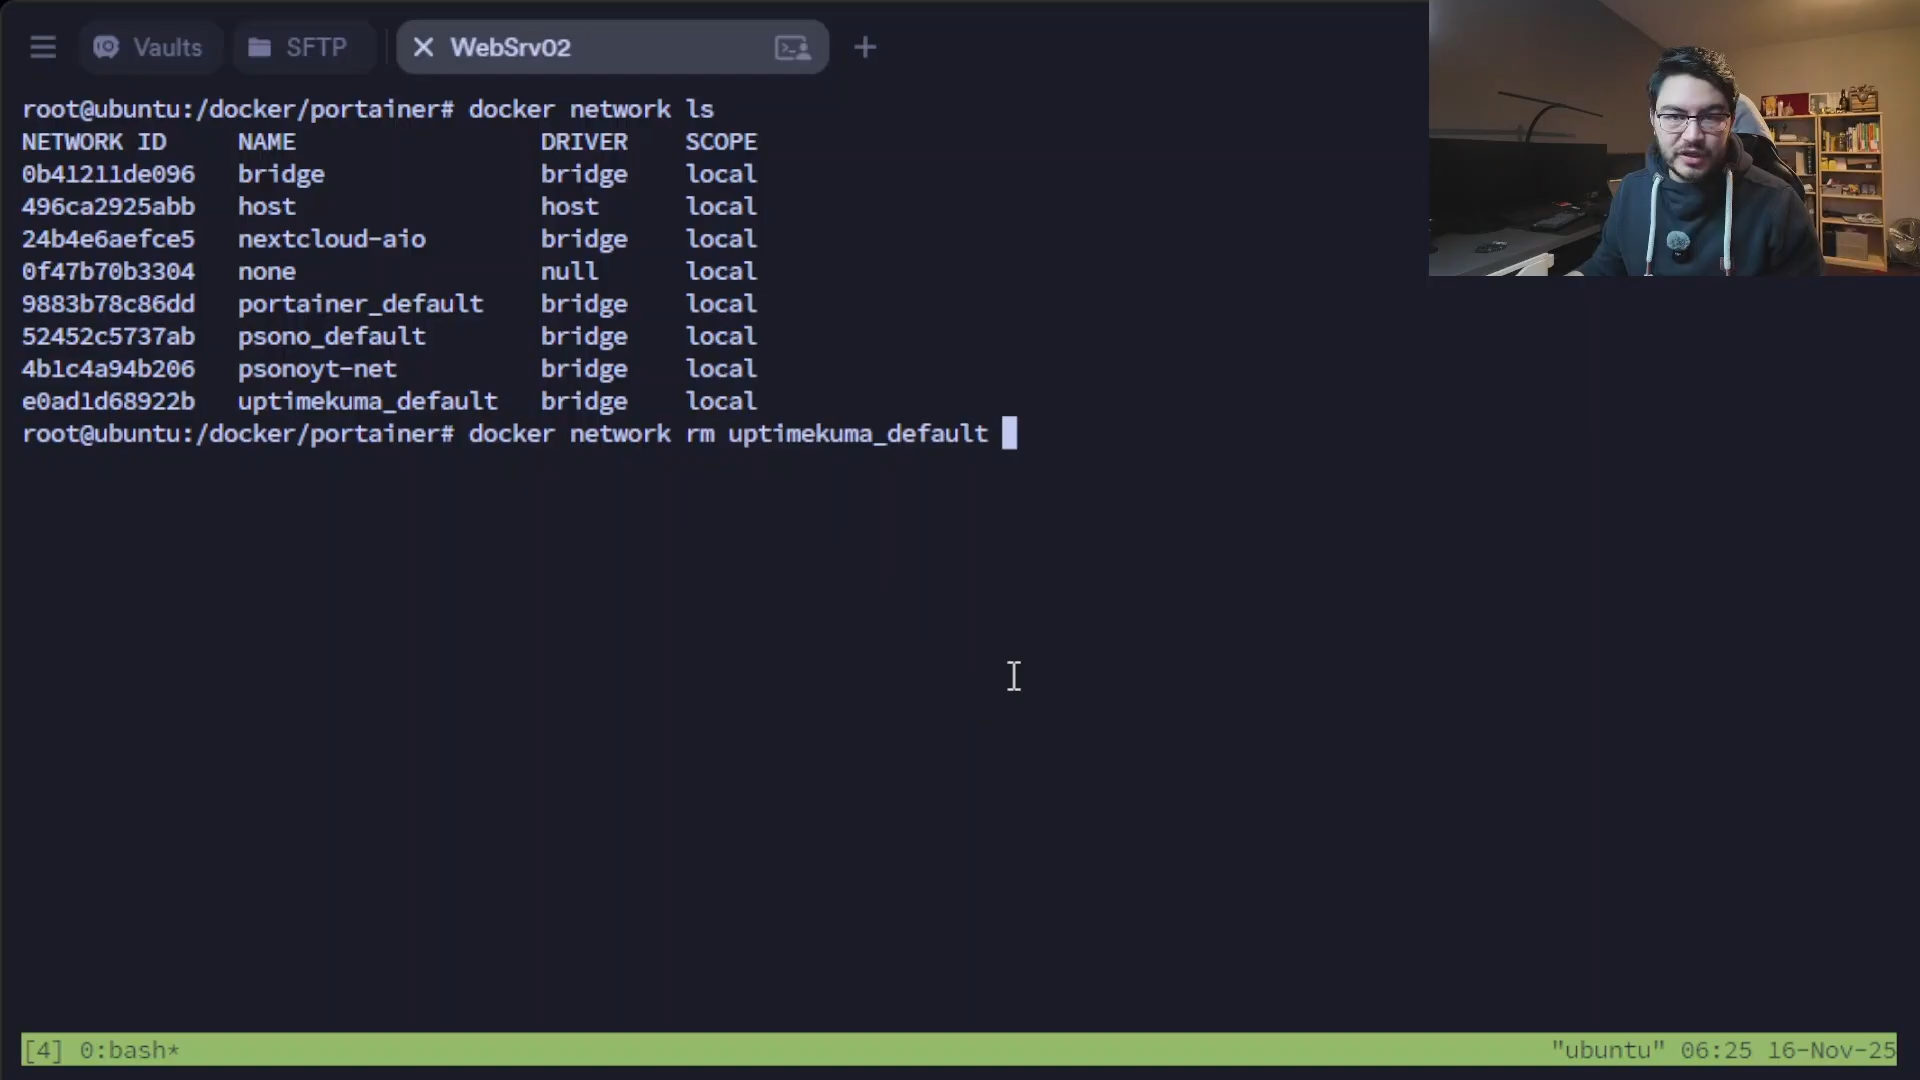 Vaults SFTP WebSrv02
root@ubuntu:/docker/portainer# docker network ls
NETWORK ID NAME DRIVER SCOPE
0b41211de096 bridge bridge local
496ca2925abb host host local
24b4e6aefce5 nextcloud-aio bridge local
0f47b70b3304 none null local
9883b78c86dd portainer_default bridge local
52452c5737ab psono_default bridge local
4b1c4a94b206 psonoyt-net bridge local
e0ad1d68922b uptimekuma_default bridge local
root@ubuntu:/docker/portainer# docker network rm uptimekuma_default
[4] 0:bash* "ubuntu" 06:25 16-Nov-25